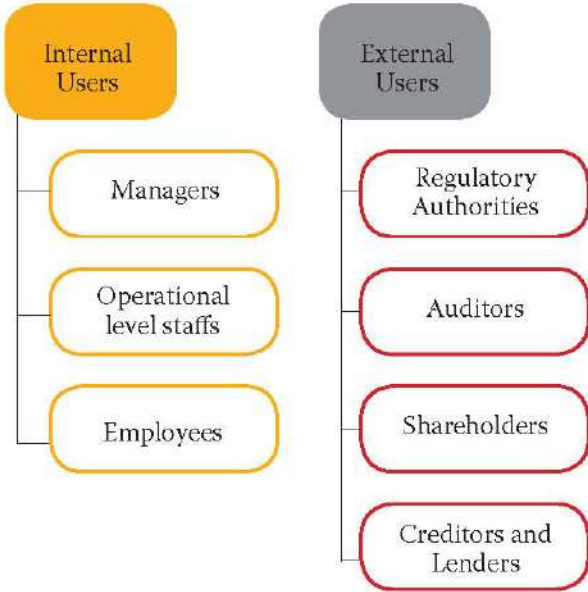 Internal
Users
Managers
Operational
level staffs
Employees
External
Users
Regulatory
Authorities
Auditors
Shareholders
Creditors and
Lenders